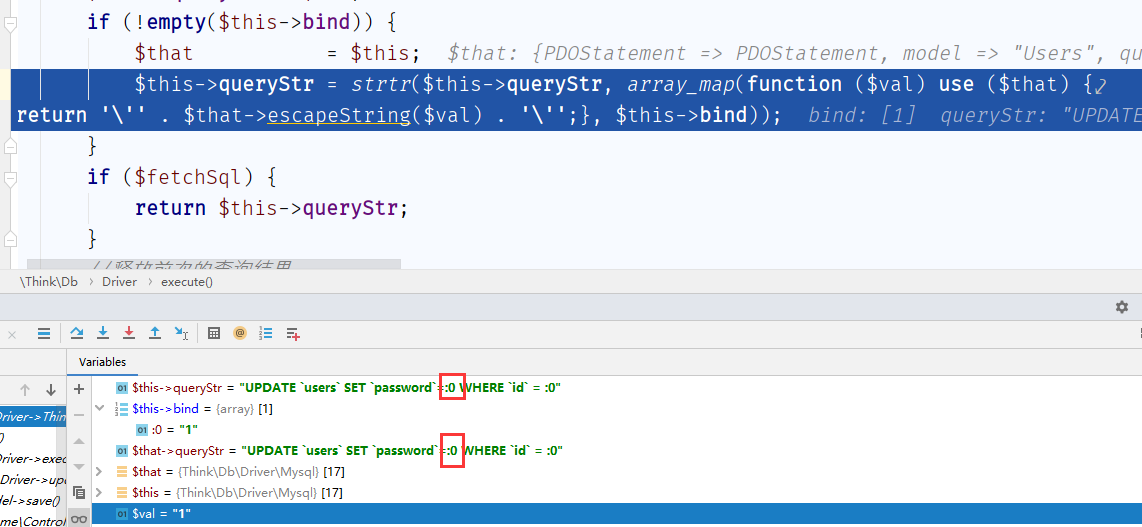 if (!empty($this->bind)) {
$that = $this; $that: {PDOStatement => PDOStatement, model => "Users", qu
$this->queryStr = strtr($this->queryStr, array_map(function ($val) use ($that) {
return '\'' . $that->escapeString($val) . '\'';}, $this->bind)); bind: [1] queryStr: "UPDATE
}
if ($fetchSql) {
return $this->queryStr;
}
//释放前次的查询结果
\Think\Db > Driver > execute()
Variables
$this->queryStr = "UPDATE `users` SET `password`=:0 WHERE `id` = :0"
$this->bind = {array} [1]
:0 = "1"
$that->queryStr = "UPDATE `users` SET `password`=:0 WHERE `id` = :0"
$that = {Think\Db\Driver\Mysql} [17]
$this = {Think\Db\Driver\Mysql} [17]
$val = "1"
Driver->Thin
()
Driver->exec
Driver->upd
del->save()
me\Control